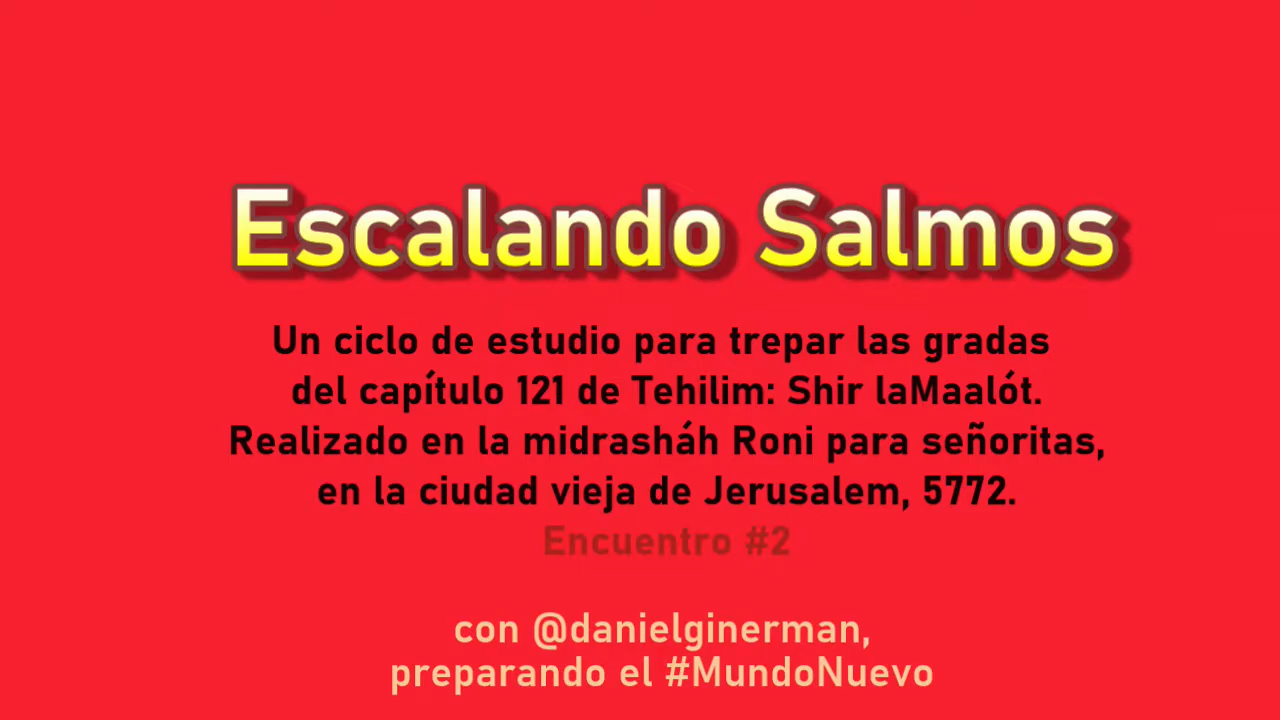 Escalando Salmos
Un ciclo de estudio para trepar las gradas
del capítulo 121 de Tehilim: Shir laMaalót.
Realizado en la midrasháh Roni para señoritas,
en la ciudad vieja de Jerusalem, 5772.
Encuentro #2
con @danielginerman,
preparando el #MundoNuevo